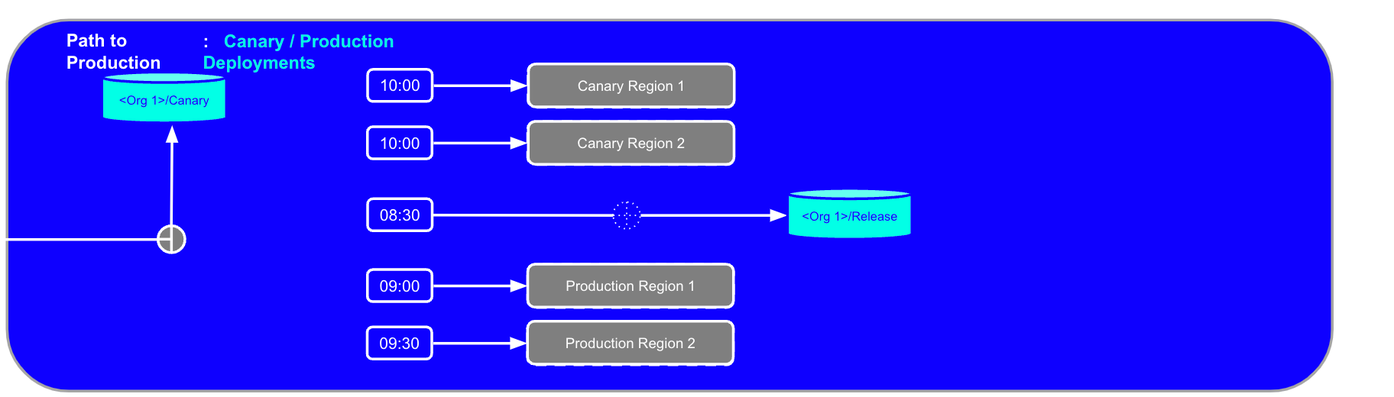 Path to : Canary / Production
Production Deployments
<Org 1>/Canary
10:00 Canary Region 1
10:00 Canary Region 2
08:30 <Org 1>/Release
09:00 Production Region 1
09:30 Production Region 2